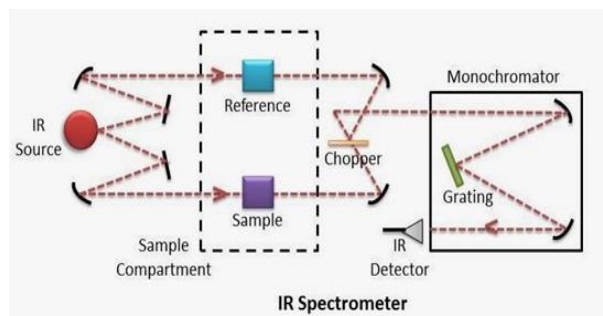 Monochromator
Reference
IR
Source
Chopper
Grating
Sample
Sample
Compartment
IR
Detector
IR Spectrometer